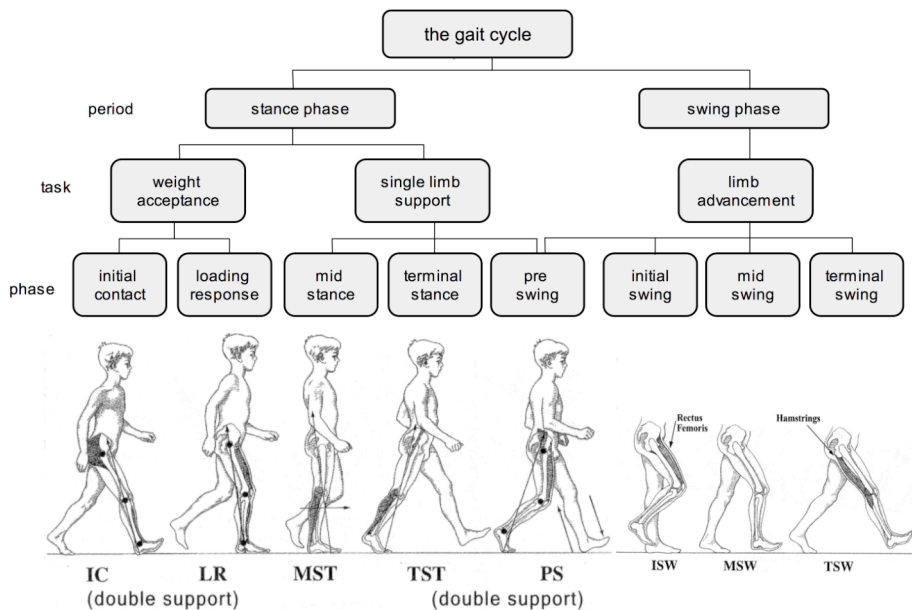 the gait cycle
period
stance phase
swing phase
task
weight
acceptance
single limb
support
limb
advancement
phase
initial
contact
loading
response
mid
stance
terminal
stance
pre
swing
initial
swing
mid
swing
terminal
swing
Rectus
Femoris
Hamstrings
IC
LR
MST
TST
PS
ISW
MSW
TSW
(double support)
(double support)